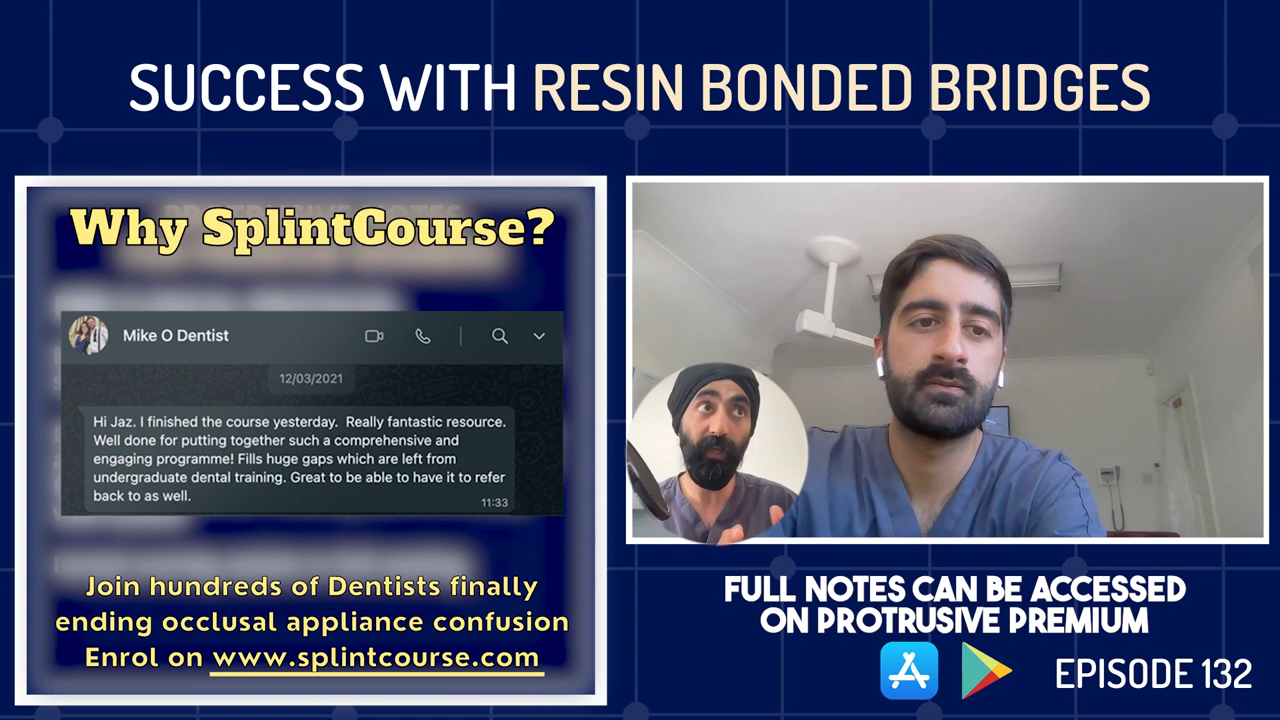 SUCCESS WITH RESIN BONDED BRIDGES
Why SplintCourse?
Mike O Dentist
12/03/2021
Hi Jaz. I finished the course yesterday. Really fantastic resource.
Well done for putting together such a comprehensive and
engaging programme! Fills huge gaps which are left from
undergraduate dental training. Great to be able to have it to refer
back to as well.
11:33
Join hundreds of Dentists finally
ending occlusal appliance confusion
Enrol on www.splintcourse.com
FULL NOTES CAN BE ACCESSED
ON PROTRUSIVE PREMIUM
EPISODE 132